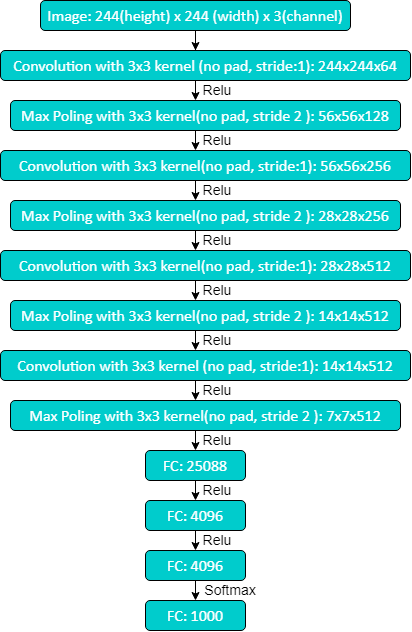 Image: 244(height) x 244 (width) x 3(channel)
Convolution with 3x3 kernel (no pad, stride:1): 244x244x64
Relu
Max Poling with 3x3 kernel(no pad, stride 2 ): 56x56x128
Relu
Convolution with 3x3 kernel(no pad, stride:1): 56x56x256
Relu
Max Poling with 3x3 kernel(no pad, stride 2 ): 28x28x256
Relu
Convolution with 3x3 kernel(no pad, stride:1): 28x28x512
Relu
Max Poling with 3x3 kernel(no pad, stride 2 ): 14x14x512
Relu
Convolution with 3x3 kernel (no pad, stride:1): 14x14x512
Relu
Max Poling with 3x3 kernel(no pad, stride 2 ): 7x7x512
Relu
FC: 25088
Relu
FC: 4096
Relu
FC: 4096
Softmax
FC: 1000